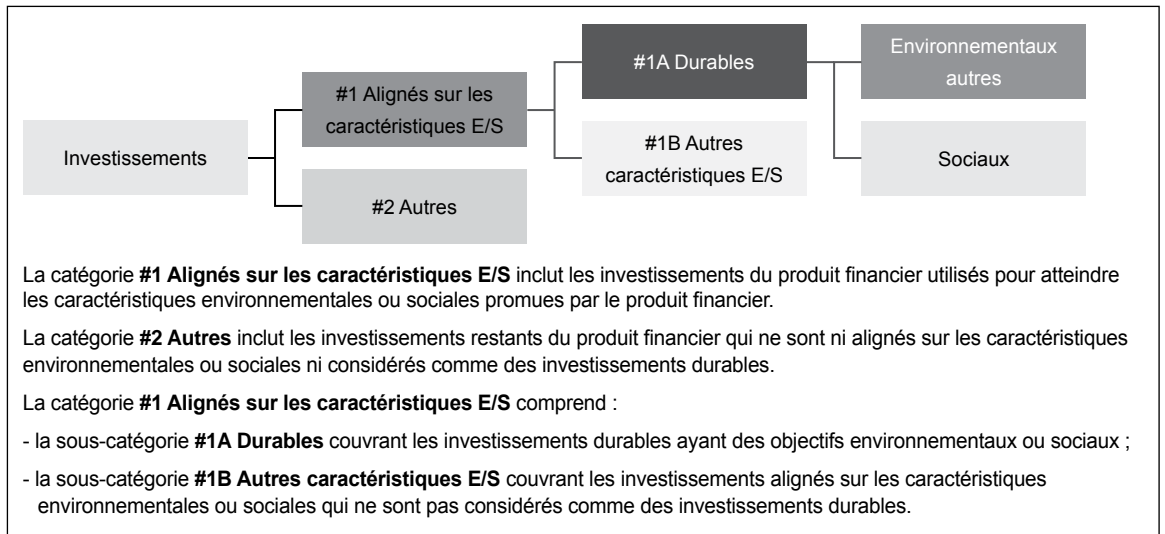 #1A Durables
Environnementaux
autres
#1 Alignés sur les
caractéristiques E/S
Investissements
#1B Autres
caractéristiques E/S
Sociaux
#2 Autres
La catégorie #1 Alignés sur les caractéristiques E/S inclut les investissements du produit financier utilisés pour atteindre
les caractéristiques environnementales ou sociales promues par le produit financier.
La catégorie #2 Autres inclut les investissements restants du produit financier qui ne sont ni alignés sur les caractéristiques
environnementales ou sociales ni considérés comme des investissements durables.
La catégorie #1 Alignés sur les caractéristiques E/S comprend :
- la sous-catégorie #1A Durables couvrant les investissements durables ayant des objectifs environnementaux ou sociaux ;
- la sous-catégorie #1B Autres caractéristiques E/S couvrant les investissements alignés sur les caractéristiques
environnementales ou sociales qui ne sont pas considérés comme des investissements durables.